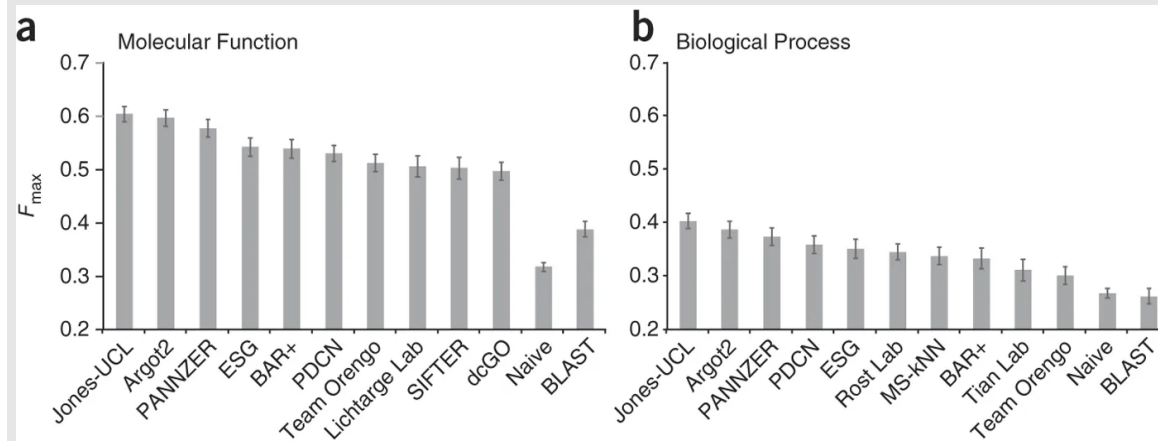 a
Molecular Function
0.7
0.6
0.5
0.4
0.3
0.2
Fmax
Jones-UCL
Argot2
PANNZER
ESG
BAR+
PDCN
Team Orengo
Lichtarge Lab
SIFTER
dcGO
Naive
BLAST
b
Biological Process
0.7
0.6
0.5
0.4
0.3
0.2
Jones-UCL
Argot2
PANNZER
PDCN
ESG
Rost Lab
MS-kNN
BAR+
Tian Lab
Team Orengo
Naive
BLAST